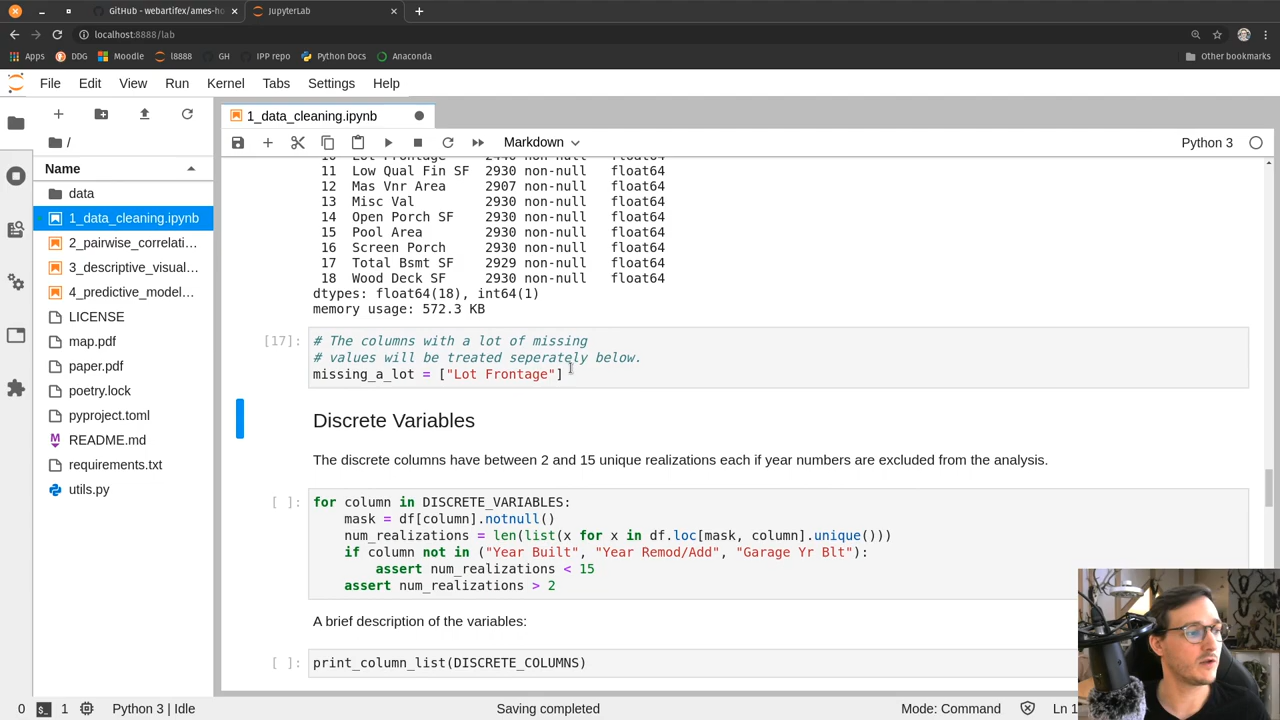 GitHub - webartifex/ames-ho
JupyterLab
localhost:8888/lab
Apps DDG Moodle l8888 GH IPP repo Python Docs Anaconda Other bookmarks
File Edit View Run Kernel Tabs Settings Help
1_data_cleaning.ipynb
/
Markdown
Python 3
Name
data
1_data_cleaning.ipynb
2_pairwise_correlati...
3_descriptive_visual...
4_predictive_model...
LICENSE
map.pdf
paper.pdf
poetry.lock
pyproject.toml
README.md
requirements.txt
utils.py
10 Lot Frontage 2440 non-null float64
11 Low Qual Fin SF 2930 non-null float64
12 Mas Vnr Area 2907 non-null float64
13 Misc Val 2930 non-null float64
14 Open Porch SF 2930 non-null float64
15 Pool Area 2930 non-null float64
16 Screen Porch 2930 non-null float64
17 Total Bsmt SF 2929 non-null float64
18 Wood Deck SF 2930 non-null float64
dtypes: float64(18), int64(1)
memory usage: 572.3 KB
[17]: # The columns with a lot of missing
# values will be treated seperately below.
missing_a_lot = ["Lot Frontage"]
Discrete Variables
The discrete columns have between 2 and 15 unique realizations each if year numbers are excluded from the analysis.
[ ]: for column in DISCRETE_VARIABLES:
mask = df[column].notnull()
num_realizations = len(list(x for x in df.loc[mask, column].unique()))
if column not in ("Year Built", "Year Remod/Add", "Garage Yr Blt"):
assert num_realizations < 15
assert num_realizations > 2
A brief description of the variables:
[ ]: print_column_list(DISCRETE_COLUMNS)
0 1 Python 3 | Idle Saving completed Mode: Command Ln 1